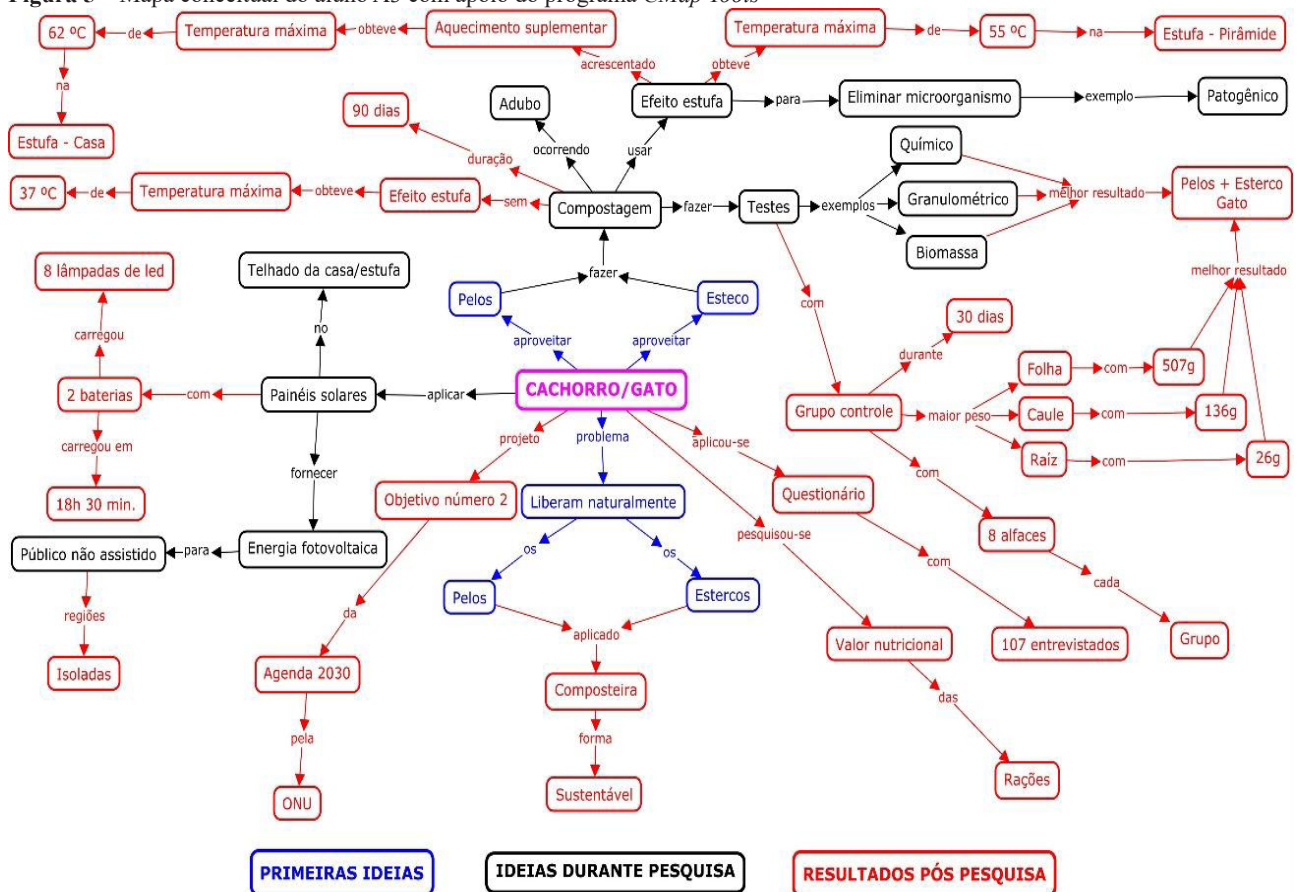 Figura 3 – Mapa conceitual do aluno A3 com apoio do programa CMap Tools
62 ºC
de
Temperatura máxima
obteve
Aquecimento suplementar
Temperatura máxima
de
55 ºC
na
Estufa - Pirâmide
acrescentado
obteve
na
90 dias
Adubo
Efeito estufa
para
Eliminar microorganismo
exemplo
Patogênico
Estufa - Casa
duração
ocorrendo
usar
Químico
37 ºC
de
Temperatura máxima
obteve
Efeito estufa
sem
Compostagem
fazer
Testes
exemplos
Granulométrico
melhor resultado
Pelos + Esterco
Gato
Biomassa
8 lâmpadas de led
Telhado da casa/estufa
fazer
melhor resultado
Pelos
Esteco
com
30 dias
carregou
no
aproveitar
aproveitar
durante
Folha
com
507g
2 baterias
com
Painéis solares
aplicar
CACHORRO/GATO
Grupo controle
maior peso
Caule
com
136g
carregou em
projeto
problema
aplicou-se
Raíz
com
26g
fornecer
com
18h 30 min.
Objetivo número 2
Liberam naturalmente
Questionário
pesquisou-se
8 alfaces
Público não assistido
para
Energia fotovoltaica
os
os
com
cada
Pelos
Estercos
regiões
da
aplicado
Valor nutricional
107 entrevistados
Grupo
Isoladas
Agenda 2030
Composteira
das
pela
forma
ONU
Sustentável
Rações
PRIMEIRAS IDEIAS
IDEIAS DURANTE PESQUISA
RESULTADOS PÓS PESQUISA